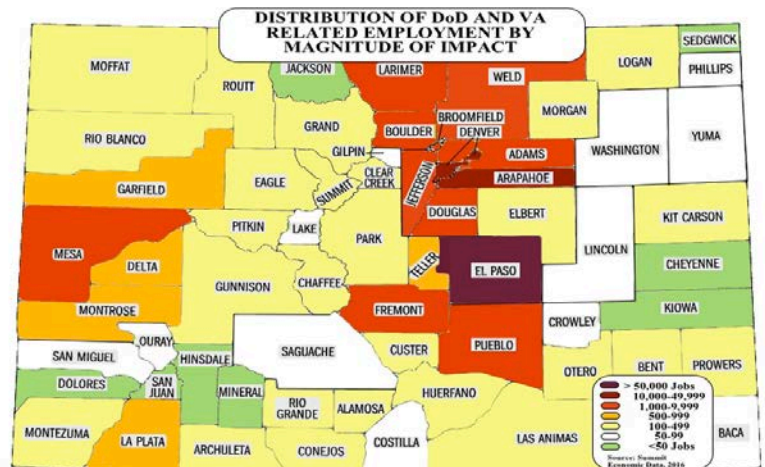 DISTRIBUTION OF DoD AND VA
RELATED EMPLOYMENT BY
MAGNITUDE OF IMPACT
SEDGWICK
MOFFAT
ROUTT
JACKSON
LARIMER
WELD
LOGAN
PHILLIPS
MORGAN
RIO BLANCO
GRAND
BOULDER
BROOMFIELD
DENVER
WASHINGTON
YUMA
GILPIN
ADAMS
GARFIELD
EAGLE
SUMMIT
CLEAR
CREEK
JEFFERSON
ARAPAHOE
PITKIN
LAKE
PARK
DOUGLAS
ELBERT
KIT CARSON
LINCOLN
MESA
DELTA
GUNNISON
CHAFFEE
TELLER
EL PASO
CHEYENNE
MONTROSE
FREMONT
KIOWA
CROWLEY
OURAY
SAN MIGUEL
HINSDALE
SAGUACHE
CUSTER
PUEBLO
OTERO
BENT
PROWERS
DOLORES
SAN
JUAN
MINERAL
RIO
GRANDE
ALAMOSA
HUERFANO
MONTEZUMA
LA PLATA
ARCHULETA
CONEJOS
COSTILLA
LAS ANIMAS
BACA
> 50,000 Jobs
10,000-49,999
1,000-9,999
500-999
100-499
50-99
<50 Jobs
Source: Summit
Economic Data, 2016